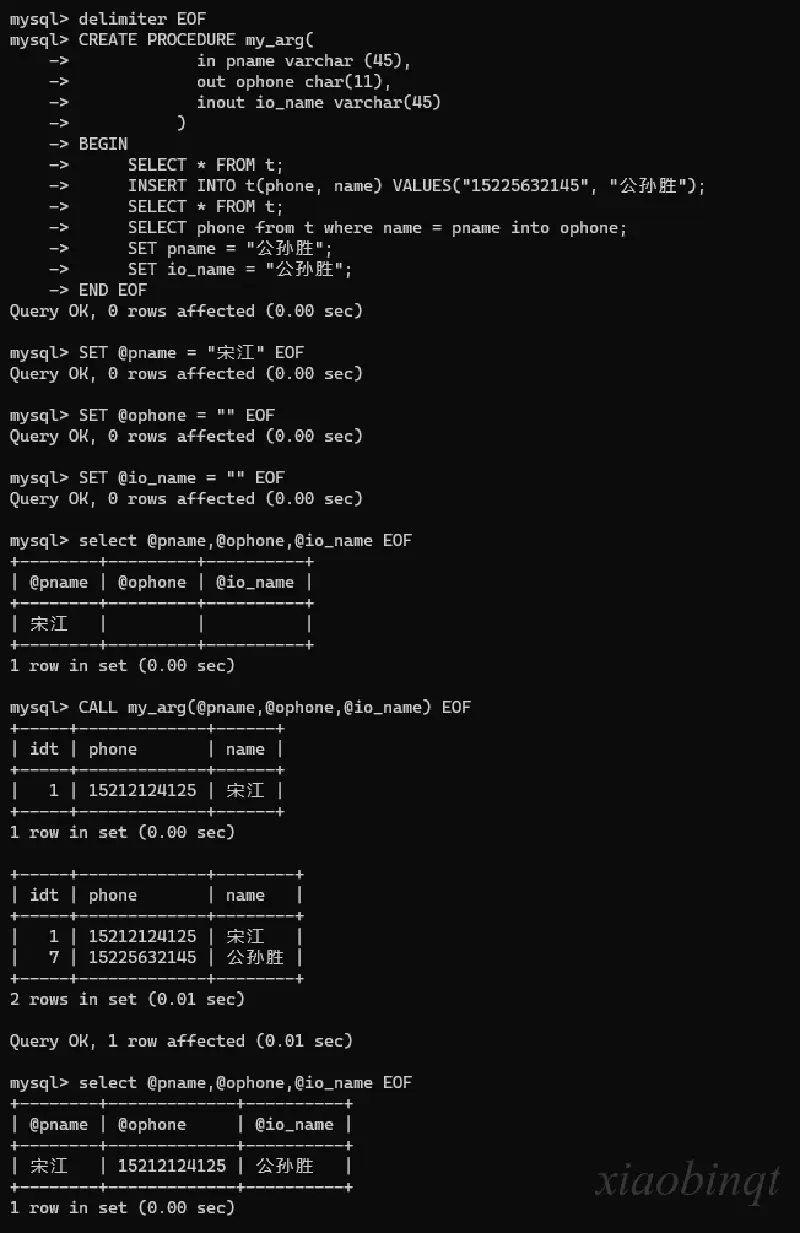 mysql> delimiter EOF
mysql> CREATE PROCEDURE my_arg(
    ->             in pname varchar (45),
    ->             out ophone char(11),
    ->             inout io_name varchar(45)
    ->           )
    -> BEGIN
    ->      SELECT * FROM t;
    ->      INSERT INTO t(phone, name) VALUES("15225632145", "公孙胜");
    ->      SELECT * FROM t;
    ->      SELECT phone from t where name = pname into ophone;
    ->      SET pname = "公孙胜";
    ->      SET io_name = "公孙胜";
    -> END EOF
Query OK, 0 rows affected (0.00 sec)

mysql> SET @pname = "宋江" EOF
Query OK, 0 rows affected (0.00 sec)

mysql> SET @ophone = "" EOF
Query OK, 0 rows affected (0.00 sec)

mysql> SET @io_name = "" EOF
Query OK, 0 rows affected (0.00 sec)

mysql> select @pname,@ophone,@io_name EOF
+--------+---------+----------+
| @pname | @ophone | @io_name |
+--------+---------+----------+
| 宋江   |         |          |
+--------+---------+----------+
1 row in set (0.00 sec)

mysql> CALL my_arg(@pname,@ophone,@io_name) EOF
+-----+-------------+------+
| idt | phone       | name |
+-----+-------------+------+
|   1 | 15212124125 | 宋江 |
+-----+-------------+------+
1 row in set (0.00 sec)

+-----+-------------+--------+
| idt | phone       | name   |
+-----+-------------+--------+
|   1 | 15212124125 | 宋江   |
|   7 | 15225632145 | 公孙胜 |
+-----+-------------+--------+
2 rows in set (0.01 sec)

Query OK, 1 row affected (0.01 sec)

mysql> select @pname,@ophone,@io_name EOF
+--------+-------------+----------+
| @pname | @ophone     | @io_name |
+--------+-------------+----------+
| 宋江   | 15212124125 | 公孙胜   |
+--------+-------------+----------+
1 row in set (0.00 sec)
xiaobinqt